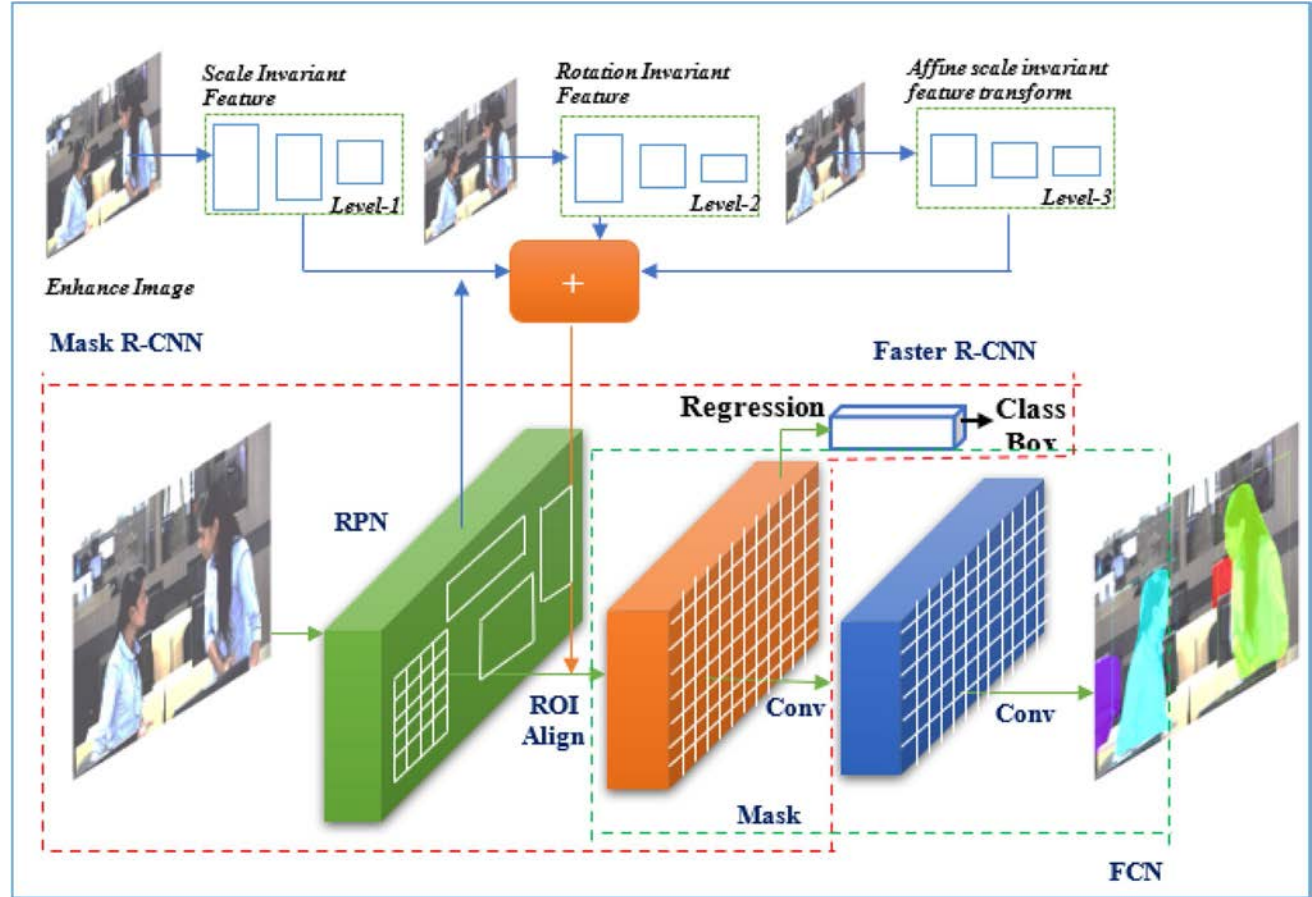 Scale Invariant
Feature
Rotation Invariant
Feature
Affine scale invariant
feature transform
Level-1
Level-2
Level-3
+
Enhance Image
Mask R-CNN
Faster R-CNN
Regression
Class
Box
RPN
ROI
Align
Conv
Conv
Mask
FCN